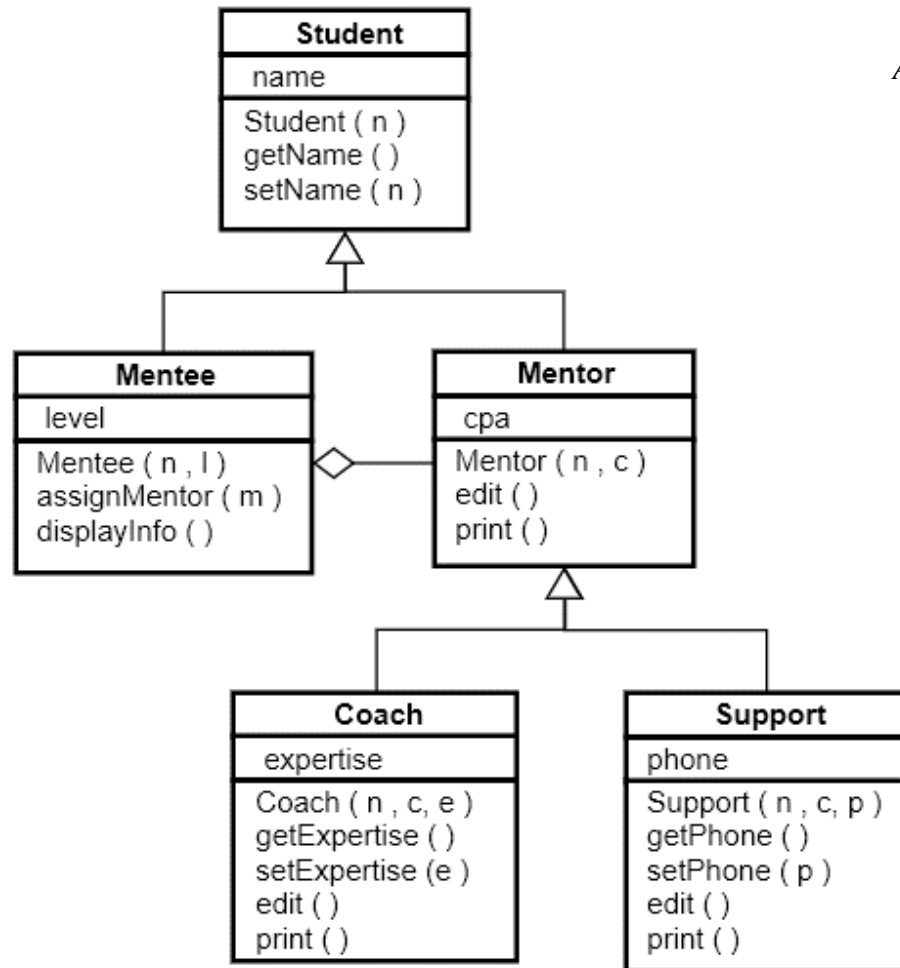 Student
name
Student ( n )
getName ( )
setName ( n )
A
Mentee
level
Mentee ( n , l )
assignMentor ( m )
displayInfo ( )
Mentor
cpa
Mentor ( n , c )
edit ( )
print ( )
Coach
expertise
Coach ( n , c, e )
getExpertise ( )
setExpertise (e )
edit ( )
print ( )
Support
phone
Support ( n , c, p )
getPhone ( )
setPhone ( p )
edit ( )
print ( )